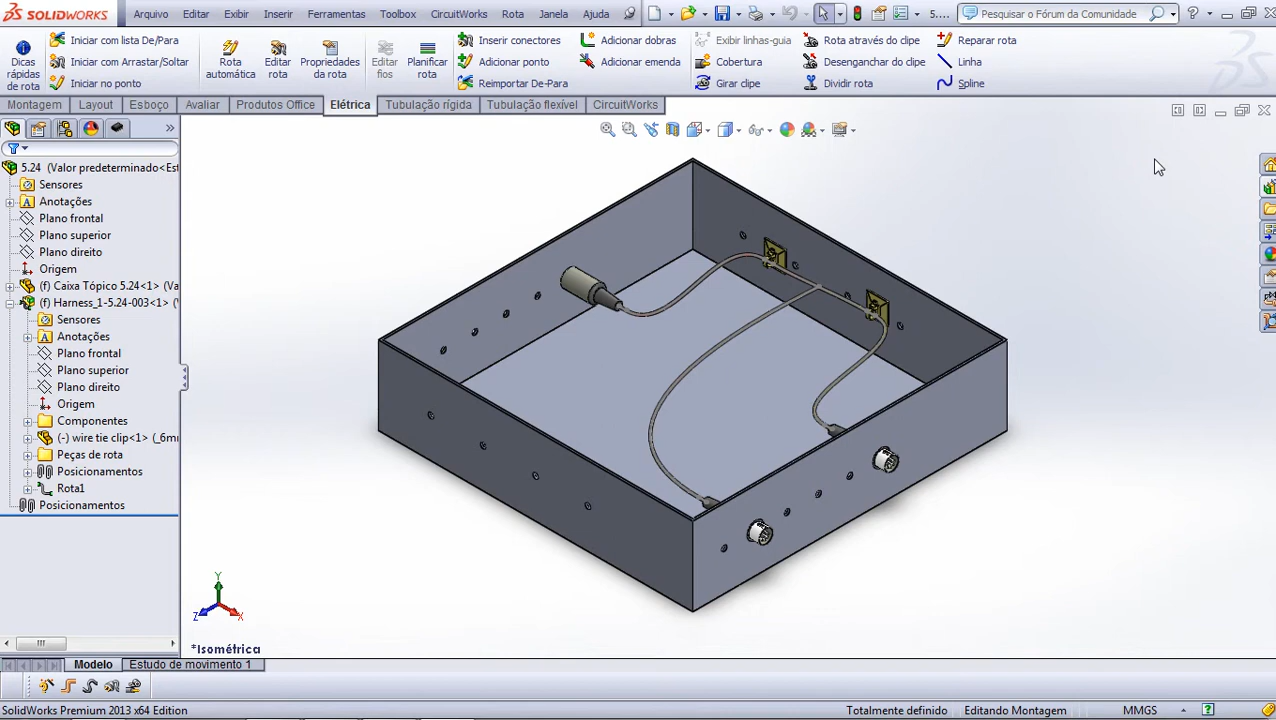 SOLIDWORKS
Arquivo Editar Exibir Inserir Ferramentas Toolbox CircuitWorks Rota Janela Ajuda
5....
Pesquisar o Fórum da Comunidade
Dicas rápidas de rota
Iniciar com lista De/Para
Iniciar com Arrastar/Soltar
Iniciar no ponto
Rota automática
Editar rota
Propriedades da rota
Editar fios
Planificar rota
Inserir conectores
Adicionar ponto
Reimportar De-Para
Adicionar dobras
Adicionar emenda
Exibir linhas-guia
Cobertura
Girar clipe
Rota através do clipe
Desenganchar do clipe
Dividir rota
Reparar rota
Linha
Spline
Montagem Layout Esboço Avaliar Produtos Office Elétrica Tubulação rígida Tubulação flexível CircuitWorks
5.24 (Valor predeterminado<Est
Sensores
Anotações
Plano frontal
Plano superior
Plano direito
Origem
(f) Caixa Tópico 5.24<1> (Va
(f) Harness_1-5.24-003<1> (
Sensores
Anotações
Plano frontal
Plano superior
Plano direito
Origem
Componentes
(-) wire tie clip<1> (_6m
Peças de rota
Posicionamentos
Rota1
Posicionamentos
Y
Z
X
*Isométrica
Modelo Estudo de movimento 1
SolidWorks Premium 2013 x64 Edition
Totalmente definido Editando Montagem MMGS